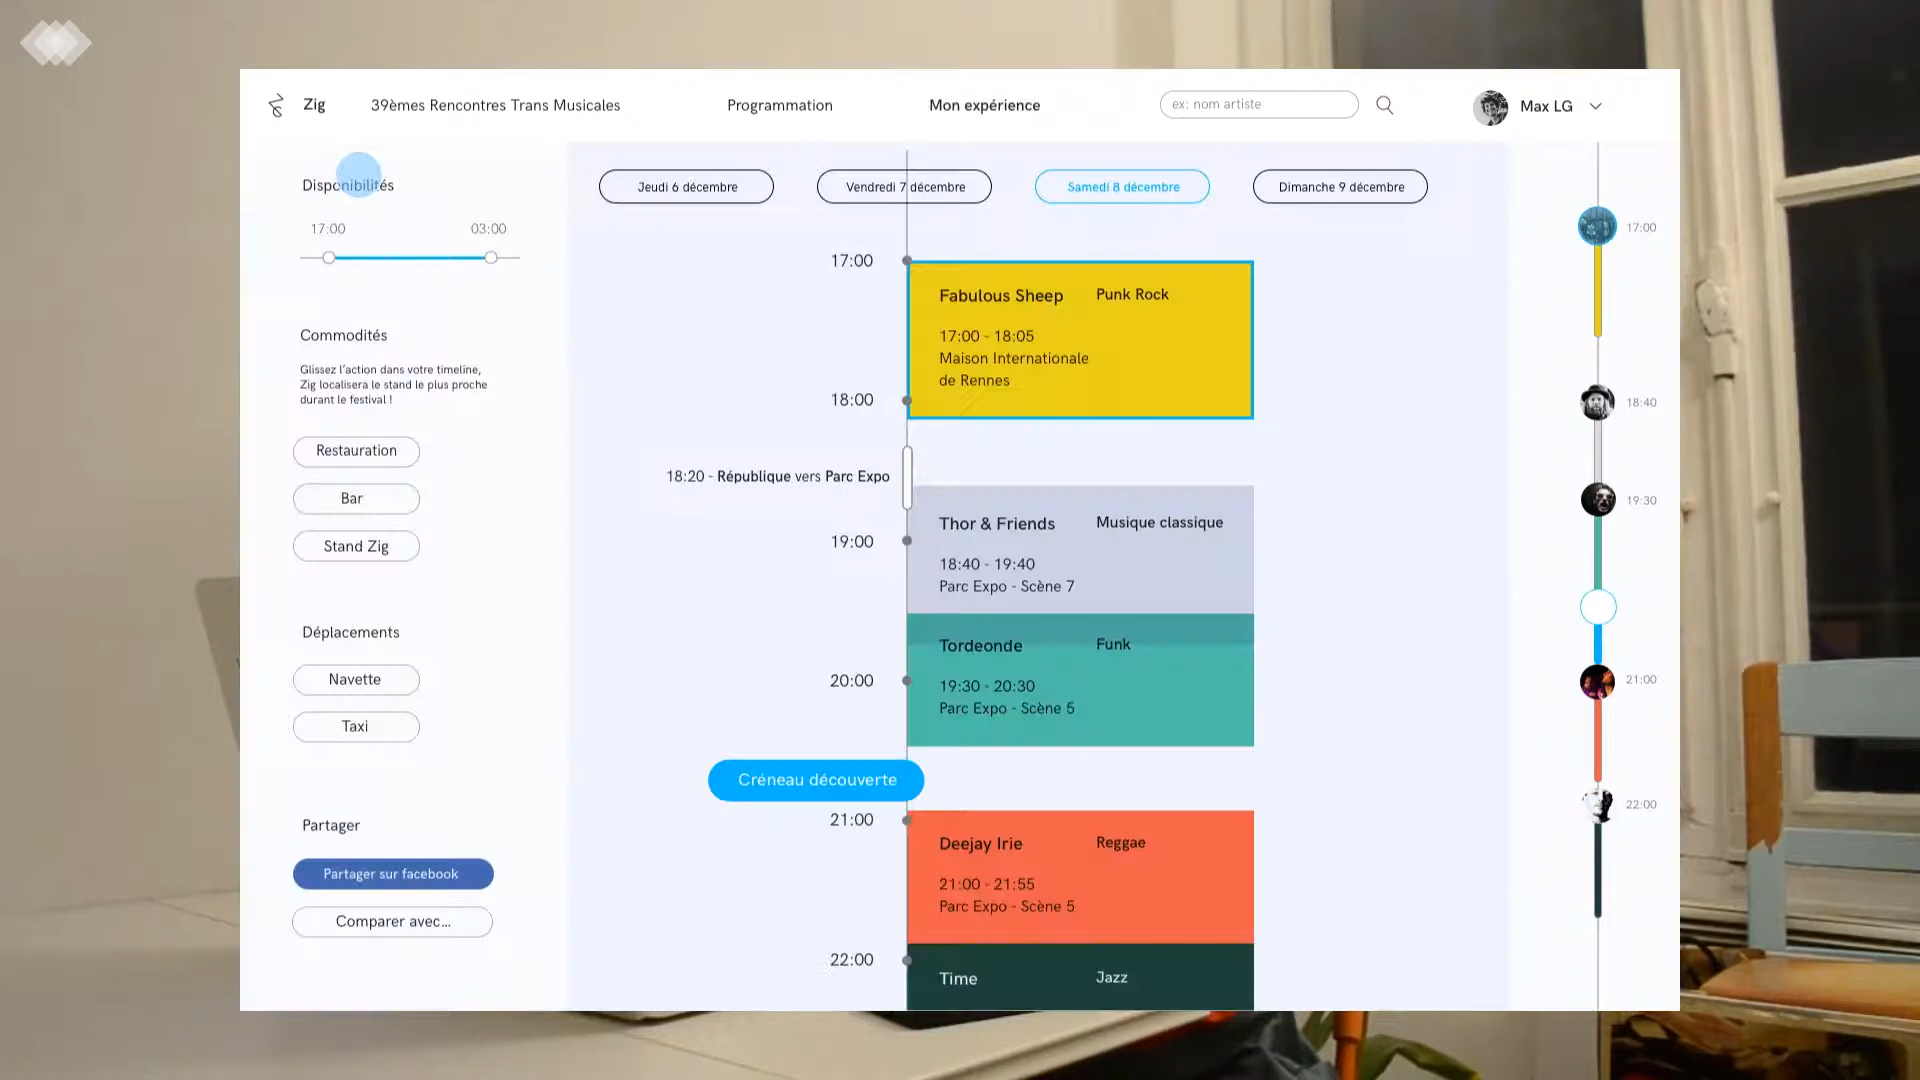 Zig
39èmes Rencontres Trans Musicales
Programmation
Mon expérience
ex: nom artiste
Max LG
Disponibilités
17:00
03:00
Commodités
Glissez l'action dans votre timeline,
Zig localisera le stand le plus proche
durant le festival !
Restauration
Bar
Stand Zig
Déplacements
Navette
Taxi
Partager
Partager sur facebook
Comparer avec...
Jeudi 6 décembre
Vendredi 7 décembre
Samedi 8 décembre
Dimanche 9 décembre
17:00
Fabulous Sheep
Punk Rock
17:00 - 18:05
Maison Internationale
de Rennes
18:00
18:20 - République vers Parc Expo
Thor & Friends
Musique classique
19:00
18:40 - 19:40
Parc Expo - Scène 7
Tordeonde
Funk
20:00
19:30 - 20:30
Parc Expo - Scène 5
Créneau découverte
21:00
Deejay Irie
Reggae
21:00 - 21:55
Parc Expo - Scène 5
22:00
Time
Jazz
17:00
18:40
19:30
21:00
22:00